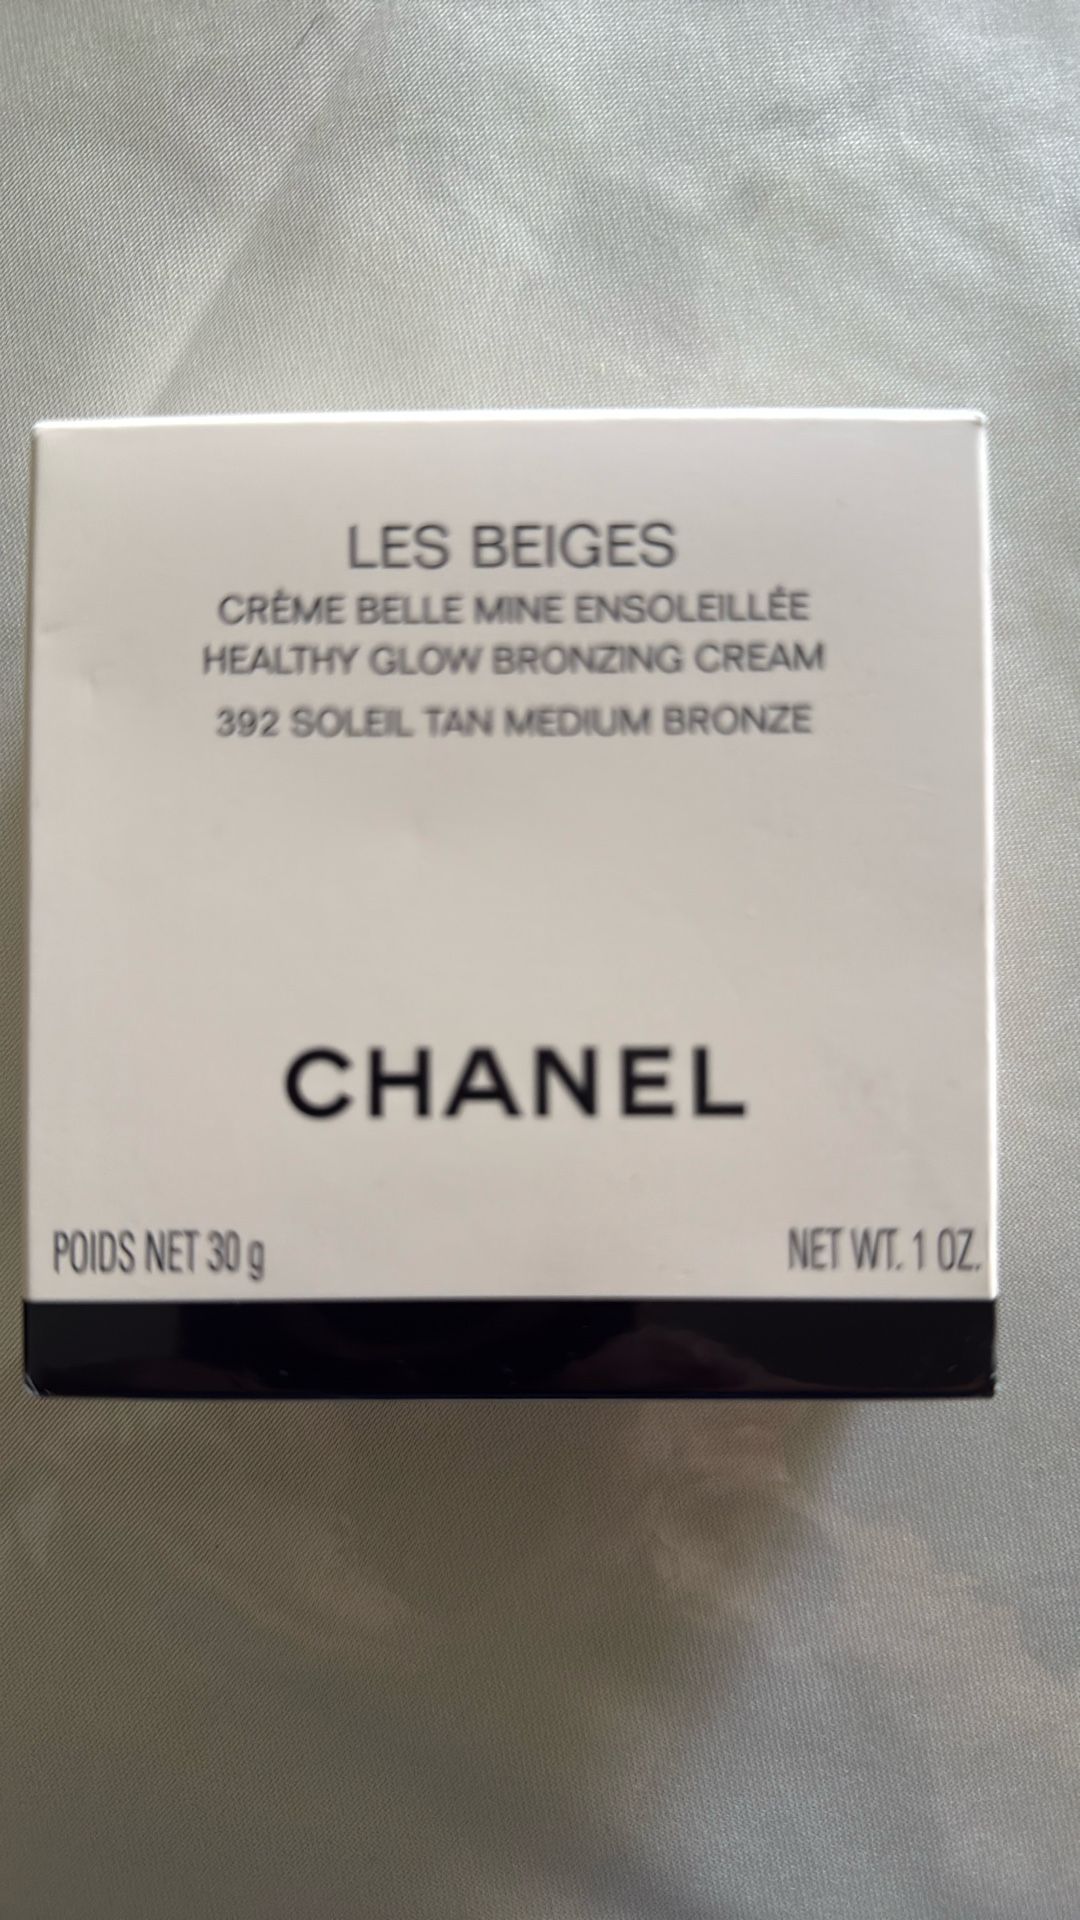 LES BEIGES
CRÈME BELLE MINE ENSOLEILLÉE
HEALTHY GLOW BRONZING CREAM
392 SOLEIL TAN MEDIUM BRONZE
CHANEL
POIDS NET 30 g NET WT. 1 OZ.